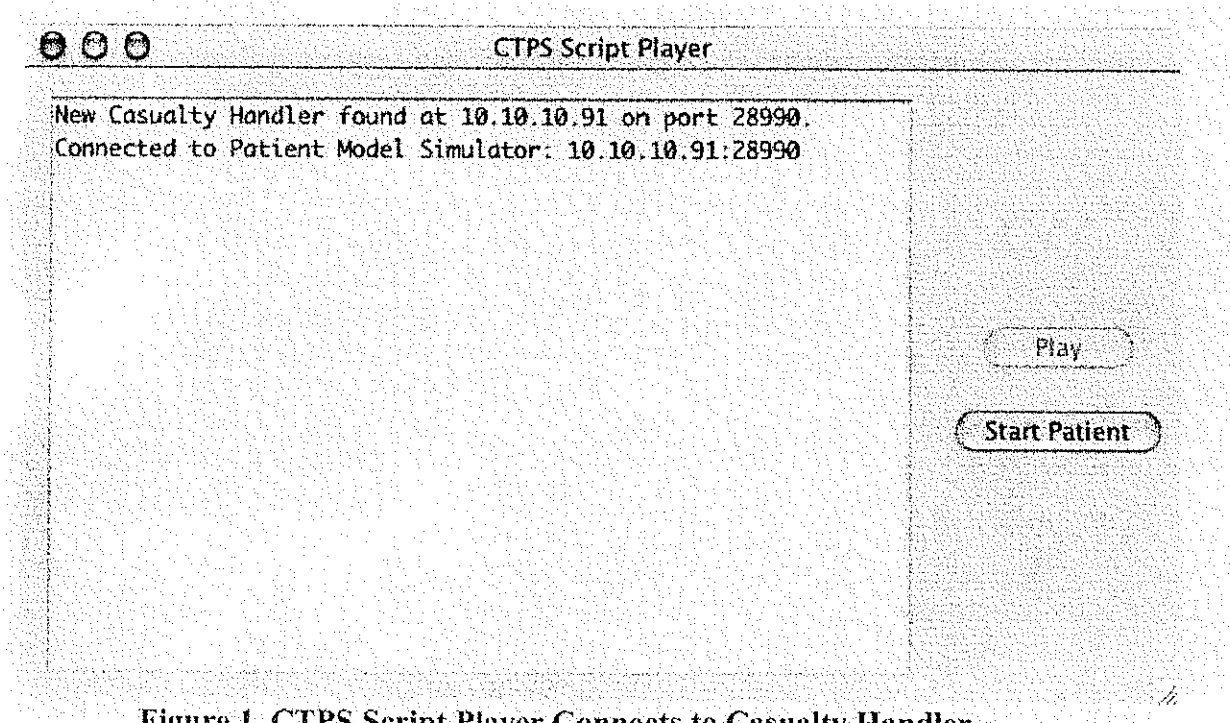 CTPS Script Player
New Casualty Handler found at 10.10.10.91 on port 28990.
Connected to Patient Model Simulator: 10.10.10.91:28990
Play
Start Patient
Figure 1. CTPS Script Player Connects to Casualty Handler